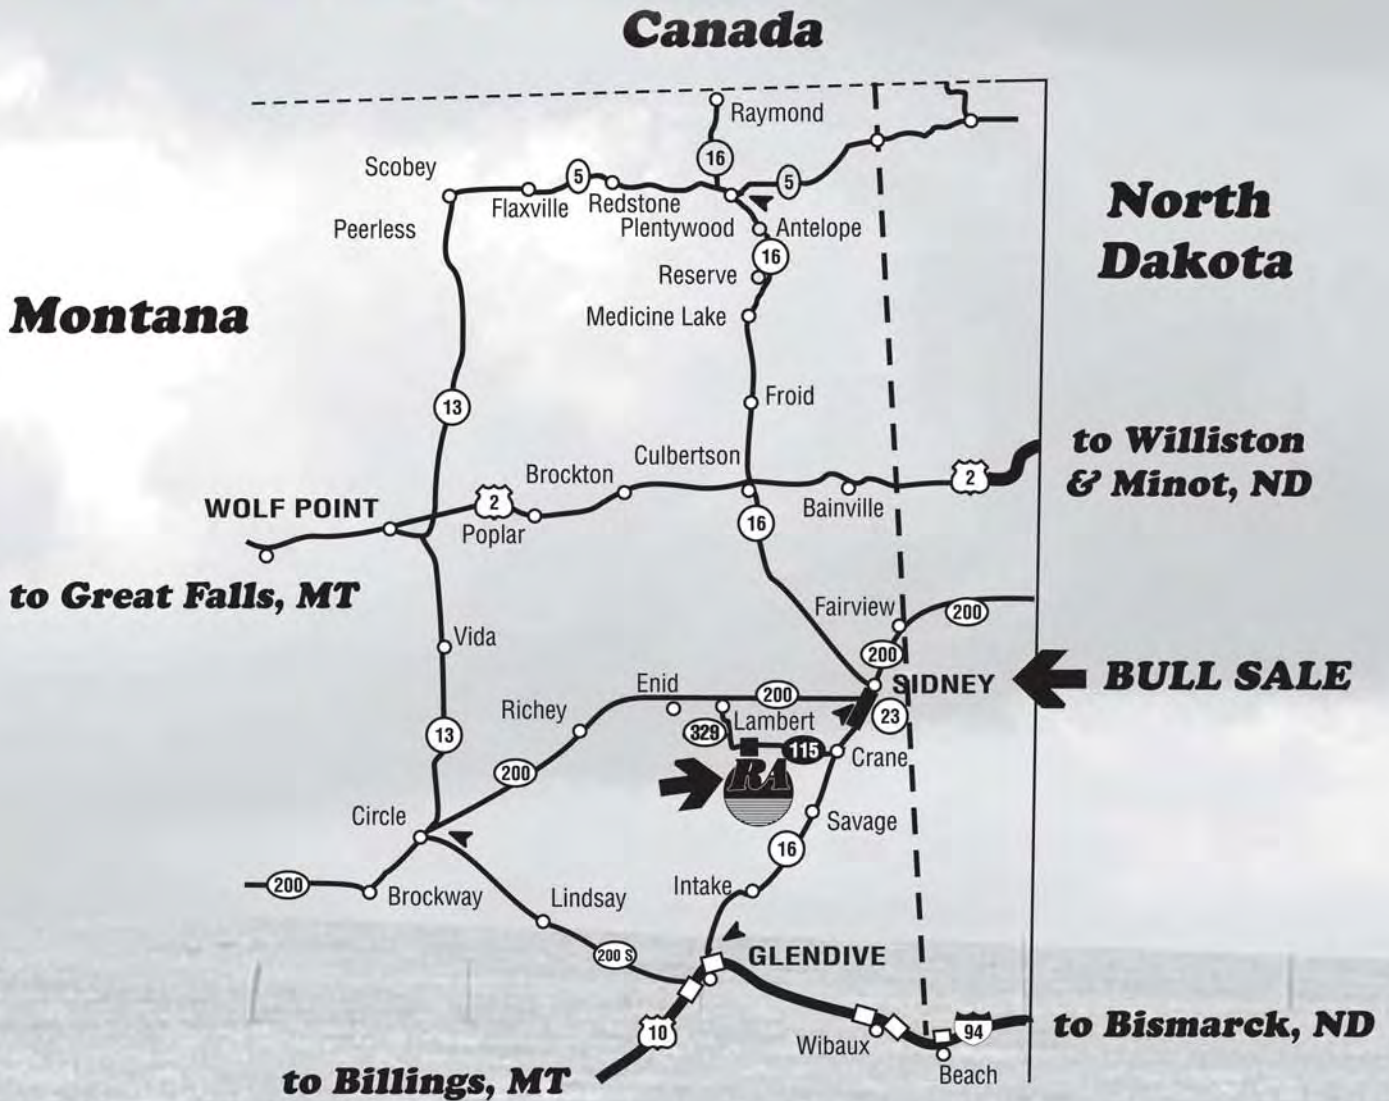 Canada
Raymond
16
Scobey
5
5
Flaxville
Redstone
Peerless
Plentywood
Antelope
North
Dakota
16
Reserve
Montana
Medicine Lake
Froid
13
to Williston
& Minot, ND
Culbertson
Brockton
2
2
WOLF POINT
Bainville
Poplar
16
to Great Falls, MT
Fairview
200
Vida
200
BULL SALE
SIDNEY
Enid
200
Richey
Lambert
23
329
13
115
Crane
RA
200
Circle
Savage
16
200
Brockway
Intake
Lindsay
200 S
GLENDIVE
10
94
to Bismarck, ND
Wibaux
Beach
to Billings, MT